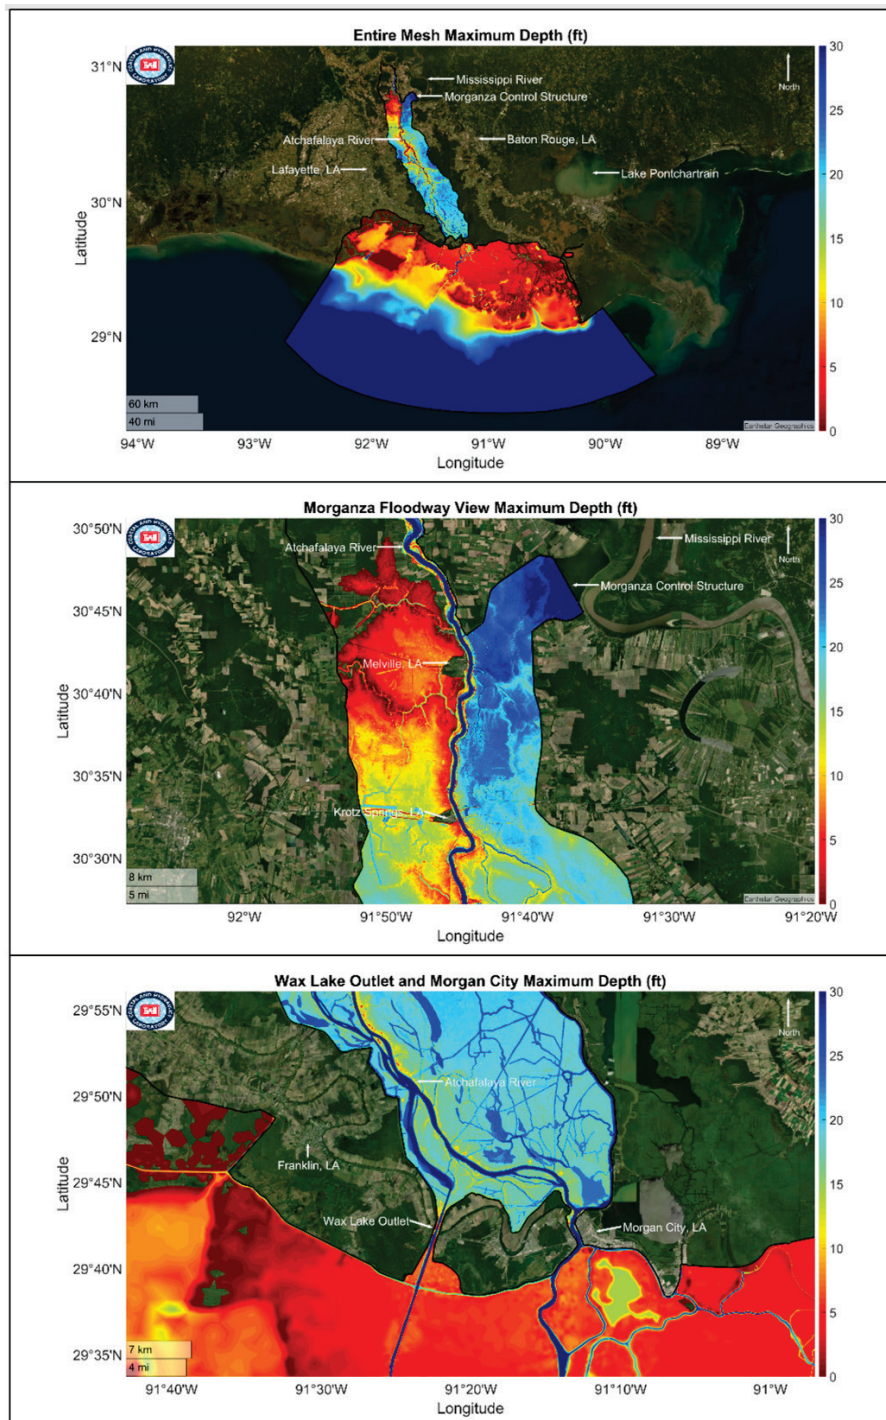 Entire Mesh Maximum Depth (ft)
31°N
30°N
29°N
Latitude
Mississippi River
Morganza Control Structure
Atchafalaya River
Baton Rouge, LA
Lafayette, LA
Lake Pontchartrain
North
60 km
40 mi
Earthstar Geographics
94°W 93°W 92°W 91°W 90°W 89°W
Longitude
30
25
20
15
10
5
0
Morganza Floodway View Maximum Depth (ft)
30°50'N
30°45'N
30°40'N
30°35'N
30°30'N
Latitude
Atchafalaya River
Mississippi River
North
Morganza Control Structure
Melville, LA
Krotz Springs, LA
8 km
5 mi
Earthstar Geographics
92°W 91°50'W 91°40'W 91°30'W 91°20'W
Longitude
30
25
20
15
10
5
0
Wax Lake Outlet and Morgan City Maximum Depth (ft)
29°55'N
29°50'N
29°45'N
29°40'N
29°35'N
Latitude
North
Atchafalaya River
Franklin, LA
Wax Lake Outlet
Morgan City, LA
7 km
4 mi
91°40'W 91°30'W 91°20'W 91°10'W 91°W
Longitude
30
25
20
15
10
5
0